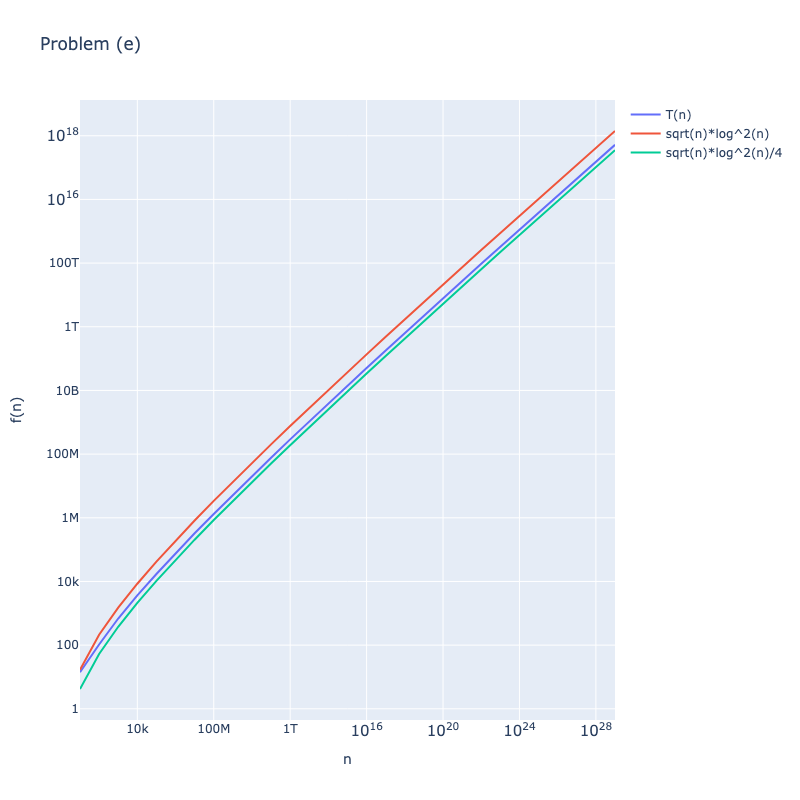 Problem (e)
T(n)
sqrt(n)*log^2(n)
sqrt(n)*log^2(n)/4
10^18
10^16
100T
1T
10B
100M
1M
10k
100
1
f(n)
10k
100M
1T
10^16
10^20
10^24
10^28
n